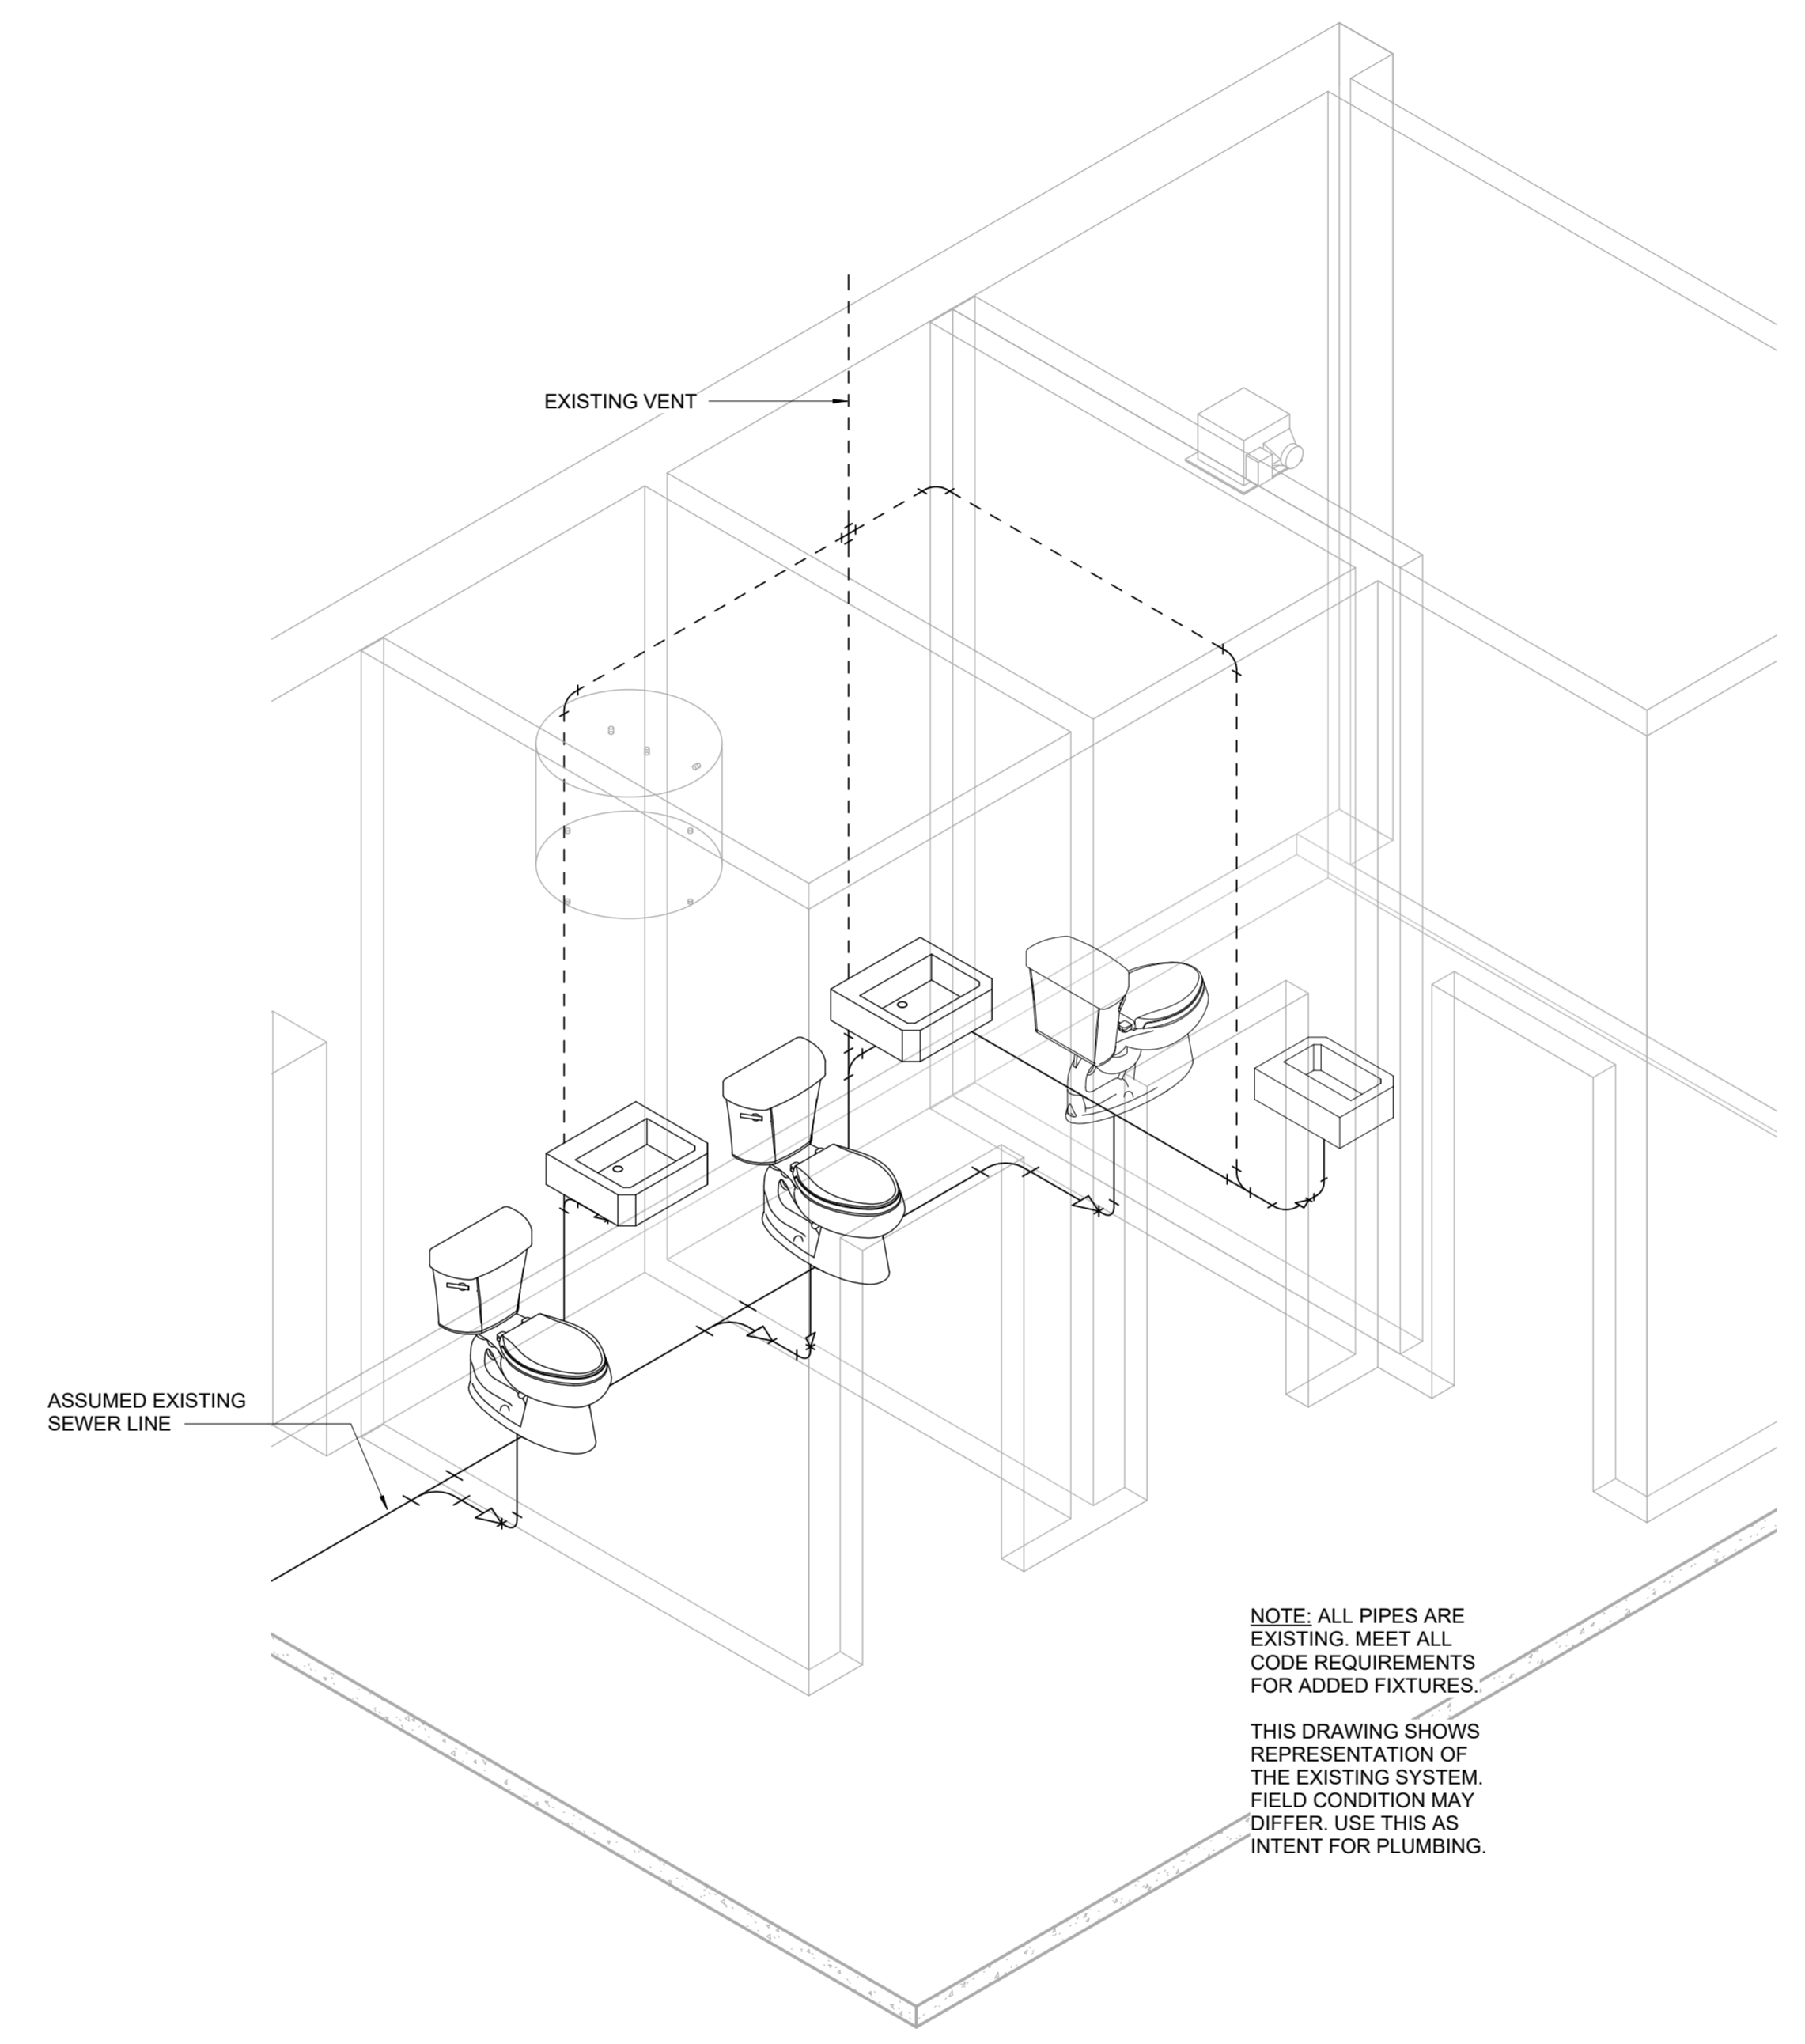 EXISTING VENT
ASSUMED EXISTING
SEWER LINE
NOTE: ALL PIPES ARE
EXISTING. MEET ALL
CODE REQUIREMENTS
FOR ADDED FIXTURES.
THIS DRAWING SHOWS
REPRESENTATION OF
THE EXISTING SYSTEM.
FIELD CONDITION MAY
DIFFER. USE THIS AS
INTENT FOR PLUMBING.